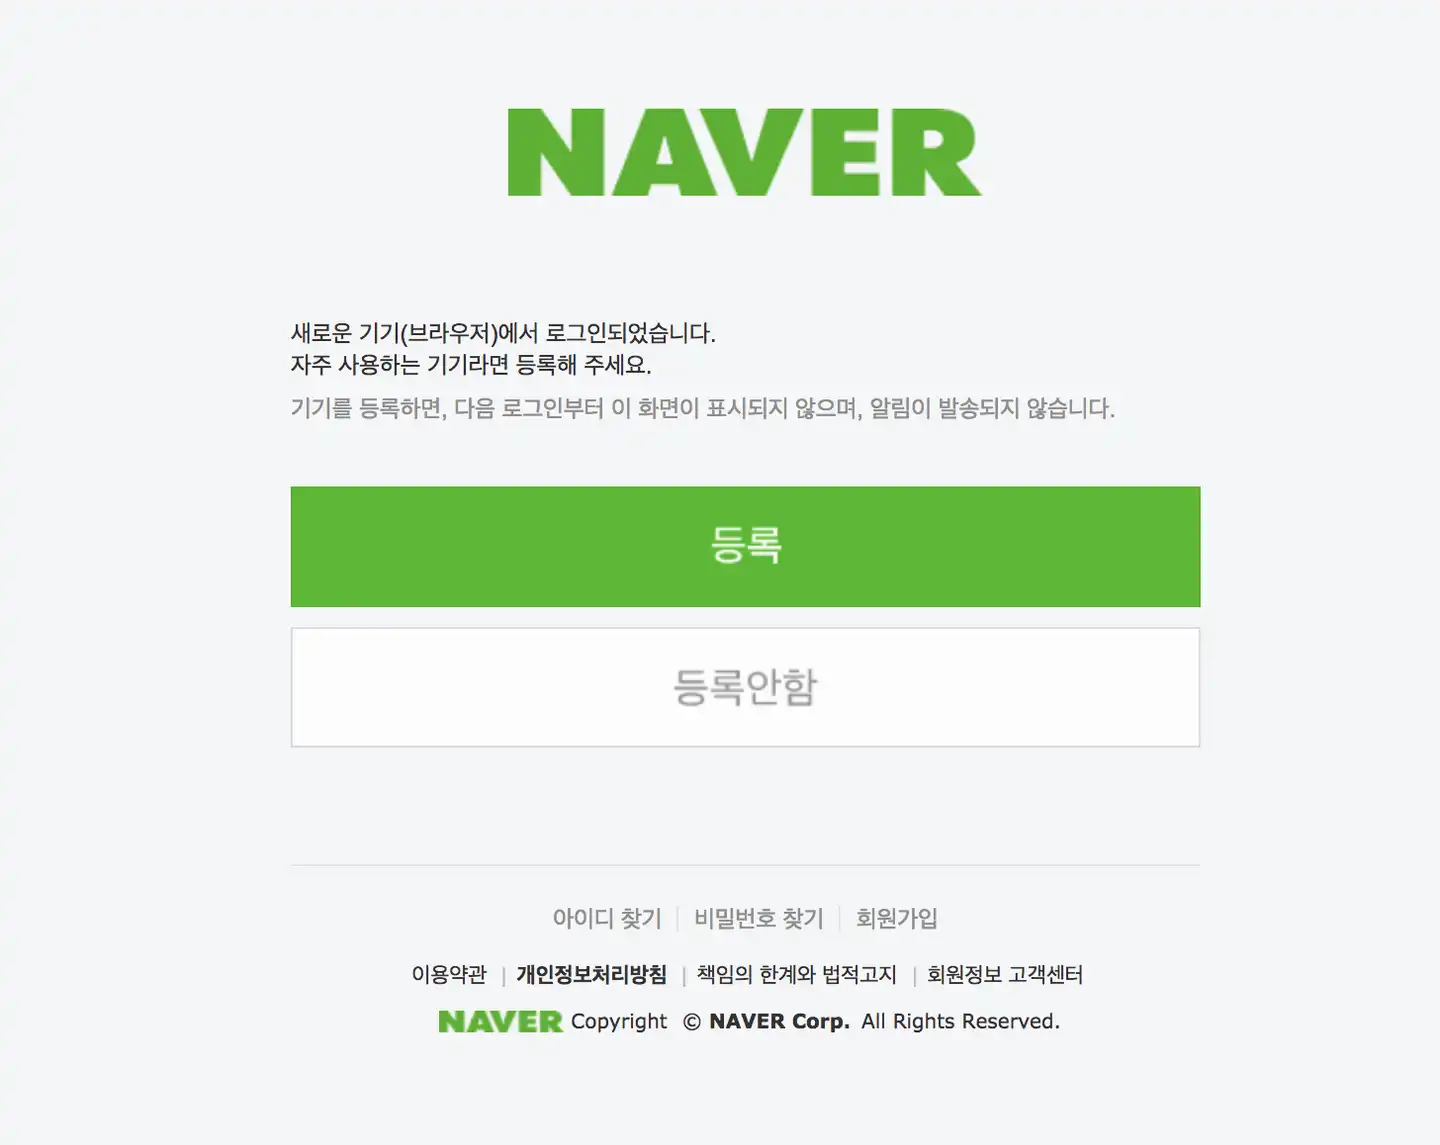 NAVER
새로운 기기(브라우저)에서 로그인되었습니다.
자주 사용하는 기기라면 등록해 주세요.
기기를 등록하면, 다음 로그인부터 이 화면이 표시되지 않으며, 알림이 발송되지 않습니다.
등록
등록안함
아이디 찾기 | 비밀번호 찾기 | 회원가입
이용약관 | 개인정보처리방침 | 책임의 한계와 법적고지 | 회원정보 고객센터
NAVER Copyright © NAVER Corp. All Rights Reserved.